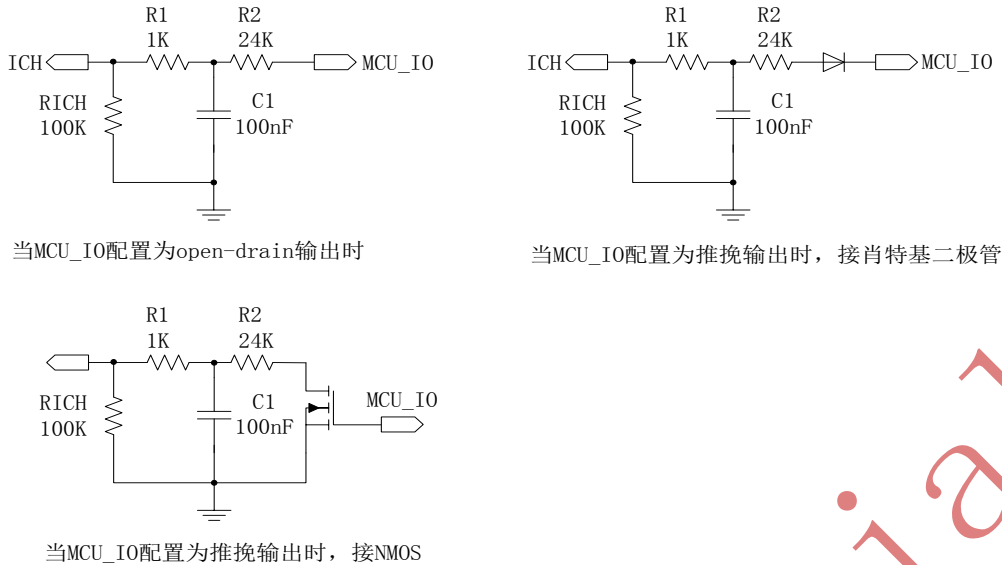 R1
1K
R2
24K
ICH
MCU_IO
RICH
100K
C1
100nF
当MCU_IO配置为open-drain输出时
R1
1K
R2
24K
ICH
MCU_IO
RICH
100K
C1
100nF
当MCU_IO配置为推挽输出时，接肖特基二极管
R1
1K
R2
24K
RICH
100K
C1
100nF
MCU_IO
当MCU_IO配置为推挽输出时，接NMOS
ial